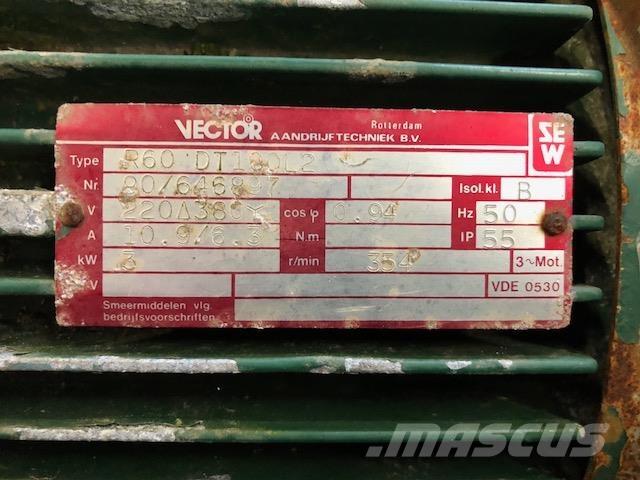 VECTOR Rotterdam
AANDRIJFTECHNIEK B.V.
SEW
Type R60 DT100L2
Nr. 80/646897 Isol.kl. B
V 220Δ38 Y cos φ 0.94 Hz 50
A 10.9/6.3 N.m IP 55
kW 3 r/min 354 3~Mot.
V VDE 0530
Smeermiddelen vlg
bedrijfsvoorschriften
MASCUS